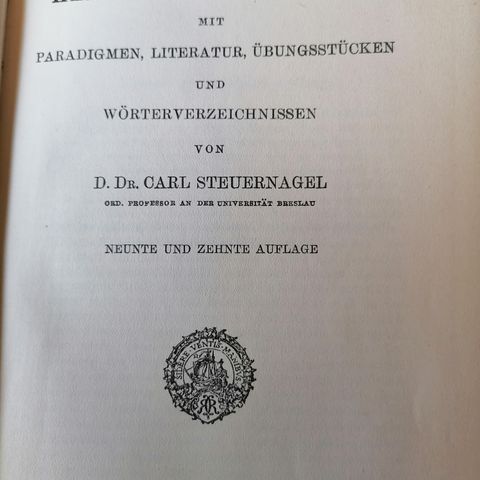 MIT
PARADIGMEN, LITERATUR, ÜBUNGSSTÜCKEN
UND
WÖRTERVERZEICHNISSEN
VON
D. DR. CARL STEUERNAGEL
ORD. PROFESSOR AN DER UNIVERSITÄT BRESLAU
NEUNTE UND ZEHNTE AUFLAGE